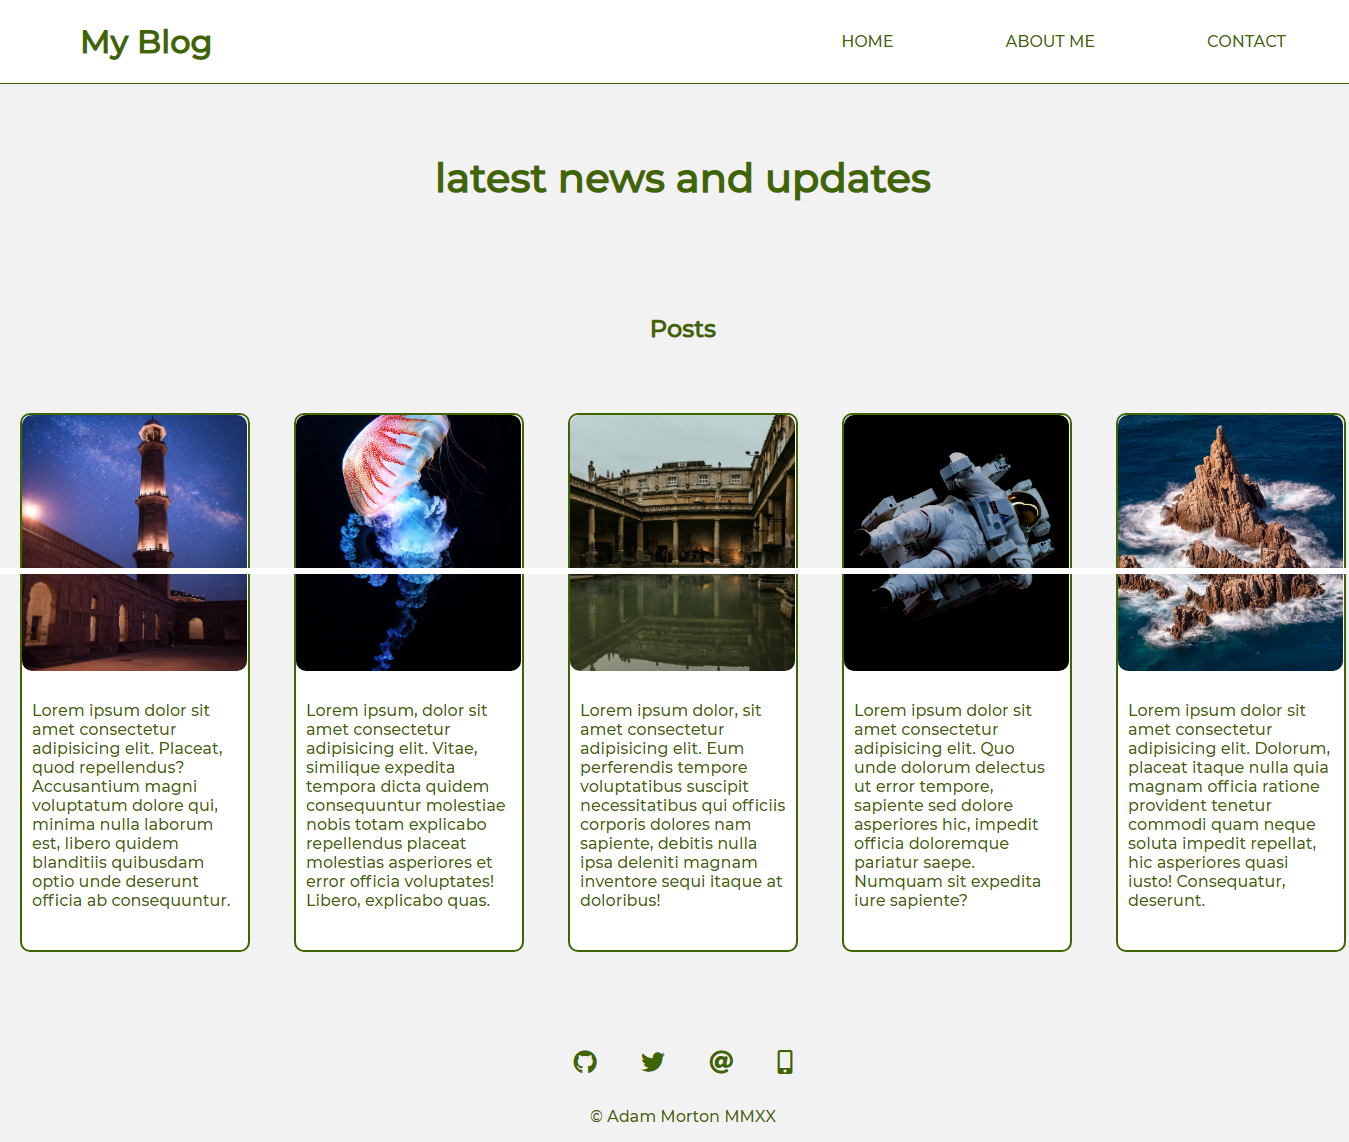 My Blog
HOME ABOUT ME CONTACT
latest news and updates
Posts
Lorem ipsum dolor sit
amet consectetur
adipisicing elit. Placeat,
quod repellendus?
Accusantium magni
voluptatum dolore qui,
minima nulla laborum
est, libero quidem
blanditiis quibusdam
optio unde deserunt
officia ab consequuntur.
Lorem ipsum, dolor sit
amet consectetur
adipisicing elit. Vitae,
similique expedita
tempora dicta quidem
consequuntur molestiae
nobis totam explicabo
repellendus placeat
molestias asperiores et
error officia voluptates!
Libero, explicabo quas.
Lorem ipsum dolor, sit
amet consectetur
adipisicing elit. Eum
perferendis tempore
voluptatibus suscipit
necessitatibus qui officiis
corporis dolores nam
sapiente, debitis nulla
ipsa deleniti magnam
inventore sequi itaque at
doloribus!
Lorem ipsum dolor sit
amet consectetur
adipisicing elit. Quo
unde dolorum delectus
ut error tempore,
sapiente sed dolore
asperiores hic, impedit
officia doloremque
pariatur saepe.
Numquam sit expedita
iure sapiente?
Lorem ipsum dolor sit
amet consectetur
adipisicing elit. Dolorum,
placeat itaque nulla quia
magnam officia ratione
provident tenetur
commodi quam neque
soluta impedit repellat,
hic asperiores quasi
iusto! Consequatur,
deserunt.
© Adam Morton MMXX